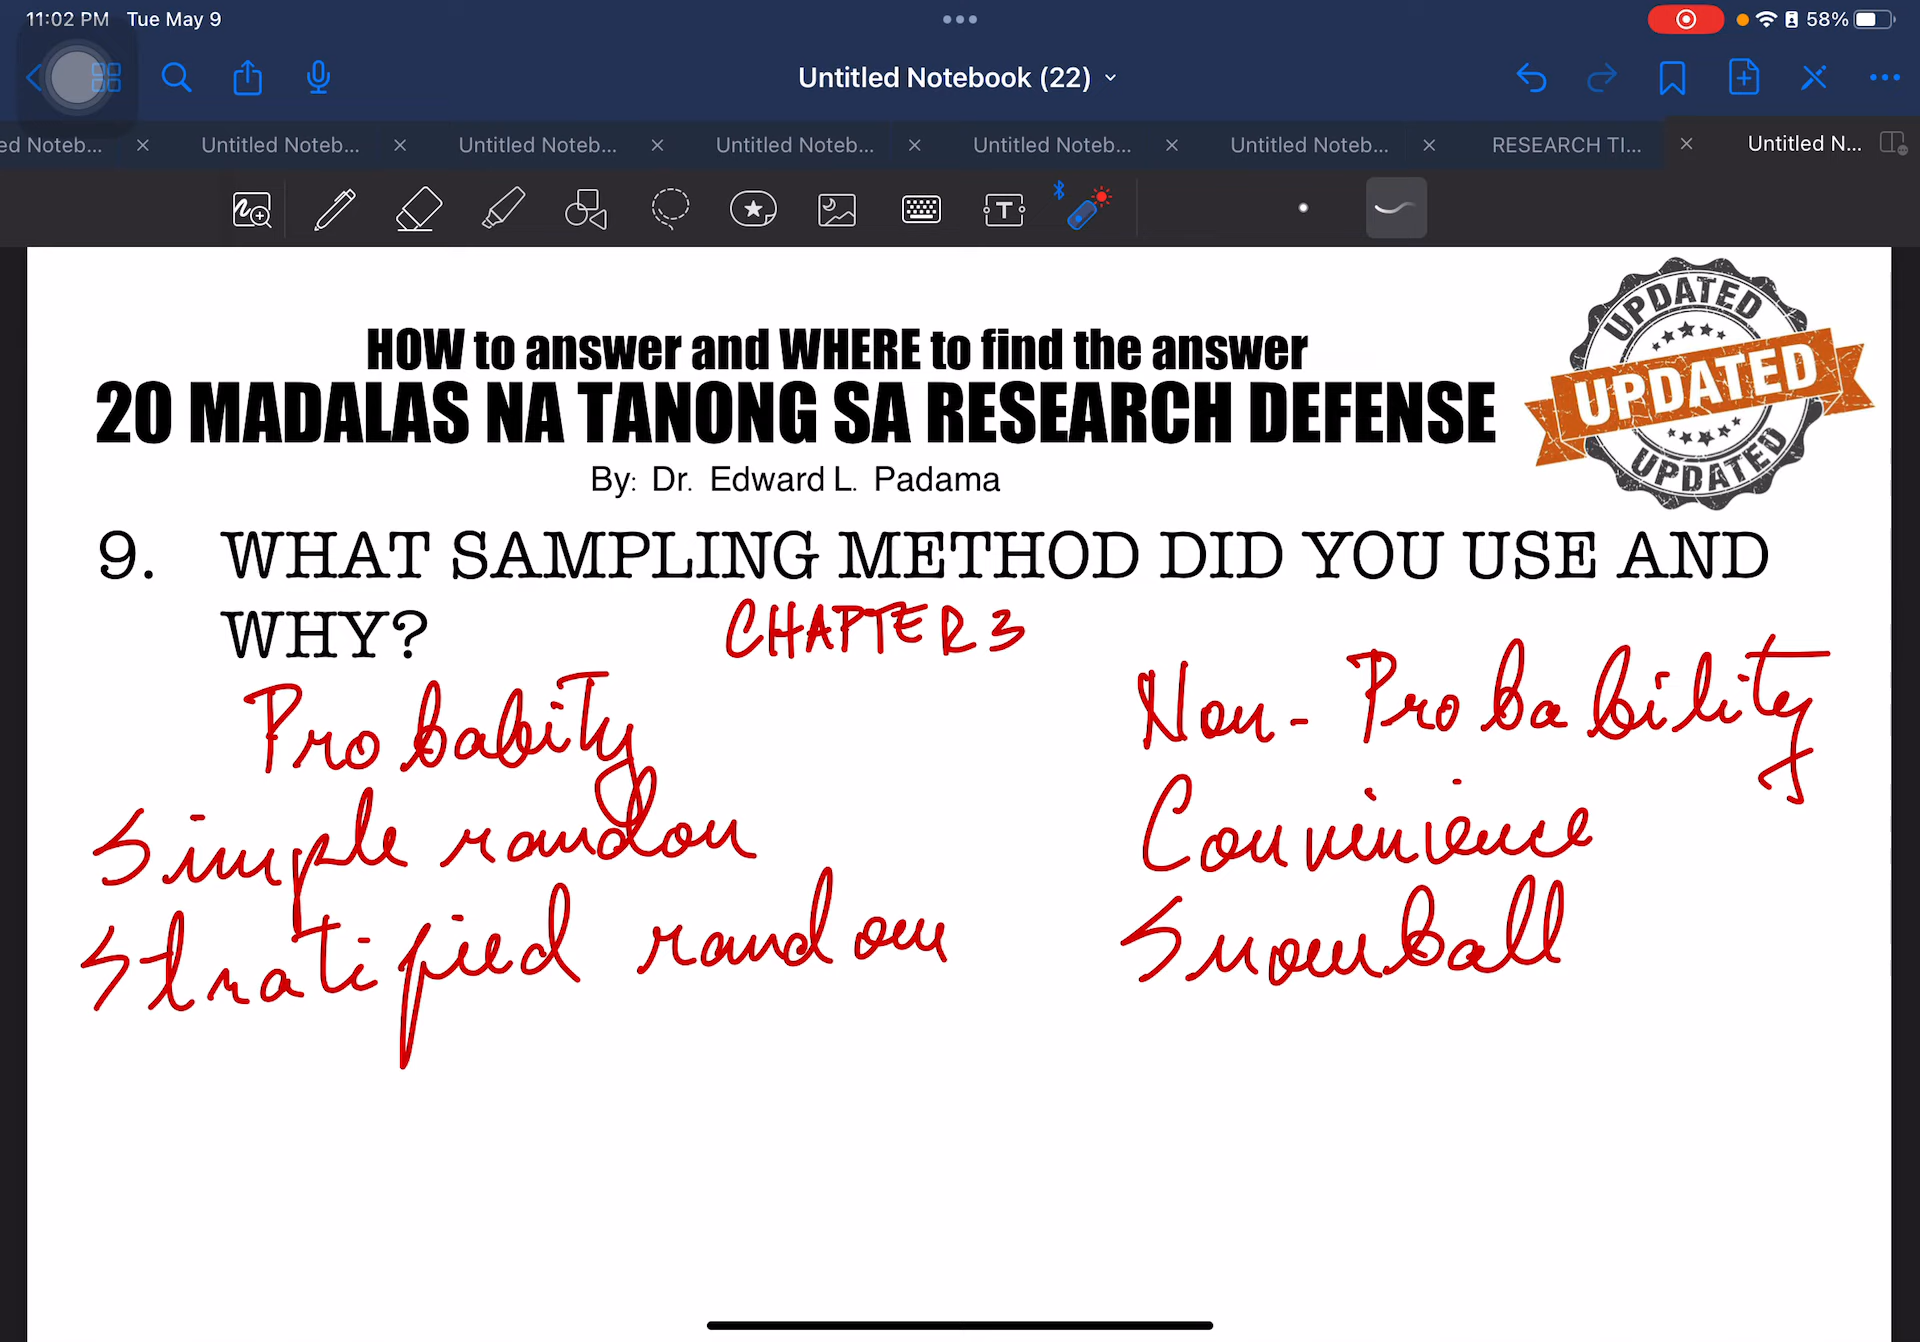 11:02 PM Tue May 9
58%
Untitled Notebook (22)
ed Noteb... Untitled Noteb... Untitled Noteb... Untitled Noteb... Untitled Noteb... Untitled Noteb... RESEARCH TI... Untitled N...
UPDATED
UPDATED
UPDATED
HOW to answer and WHERE to find the answer
20 MADALAS NA TANONG SA RESEARCH DEFENSE
By: Dr. Edward L. Padama
9. WHAT SAMPLING METHOD DID YOU USE AND
WHY? CHAPTER 3
Probabity Non-Probability
Simple random Convinience
Stratified random Snowball